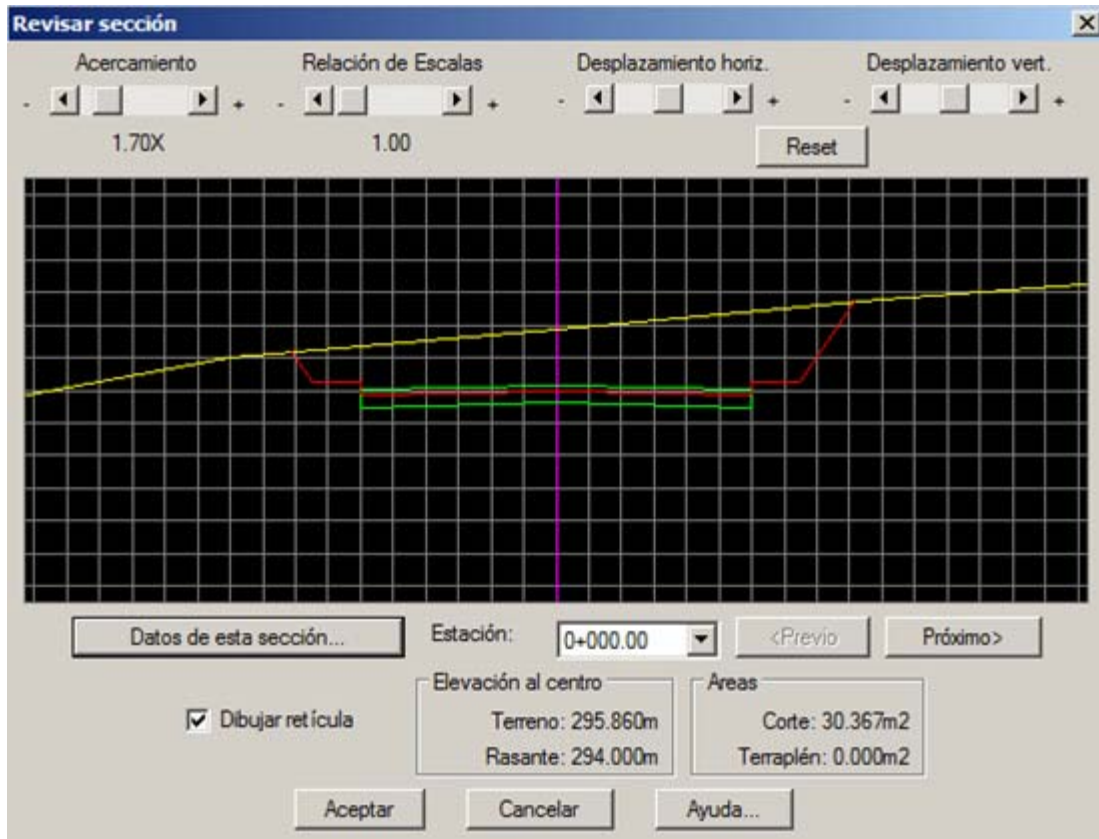 Revisar sección
Acercamiento
Relación de Escalas
Desplazamiento horiz.
Desplazamiento vert.
- +
- +
- +
- +
1.70X
1.00
Reset
Datos de esta sección...
Estación:
0+000.00
<Previo
Próximo>
Dibujar retícula
Elevación al centro
Terreno: 295.860m
Rasante: 294.000m
Areas
Corte: 30.367m2
Terraplén: 0.000m2
Aceptar
Cancelar
Ayuda...